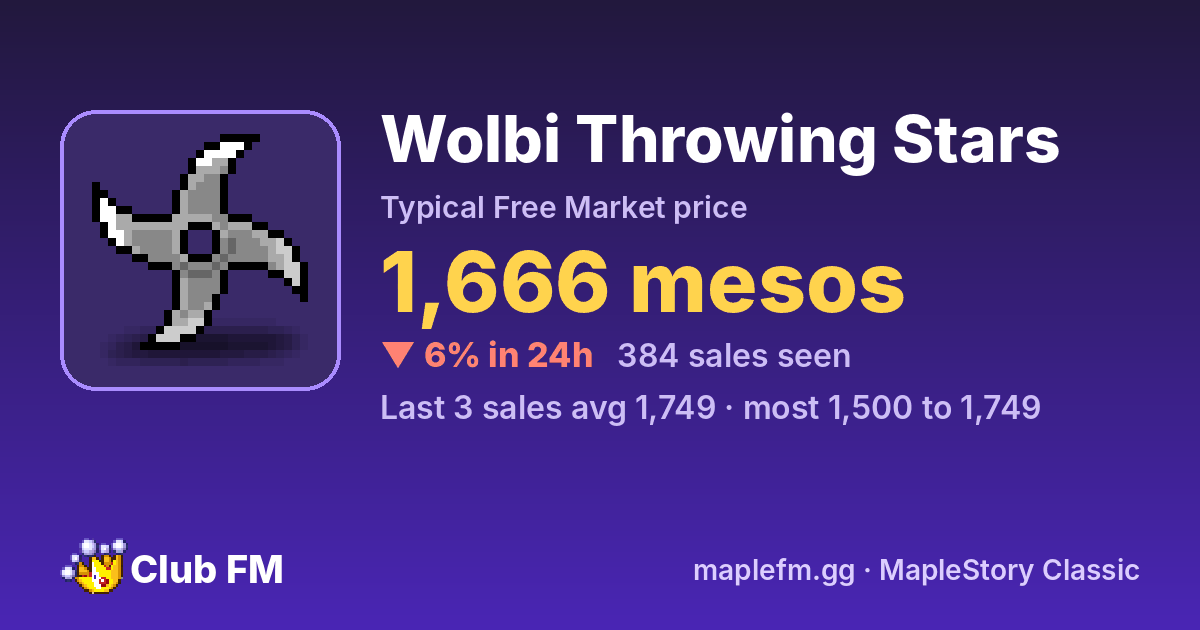 Wolbi Throwing Stars
Typical Free Market price
1,666 mesos
▼ 6% in 24h 384 sales seen
Last 3 sales avg 1,749 · most 1,500 to 1,749
Club FM
maplefm.gg · MapleStory Classic